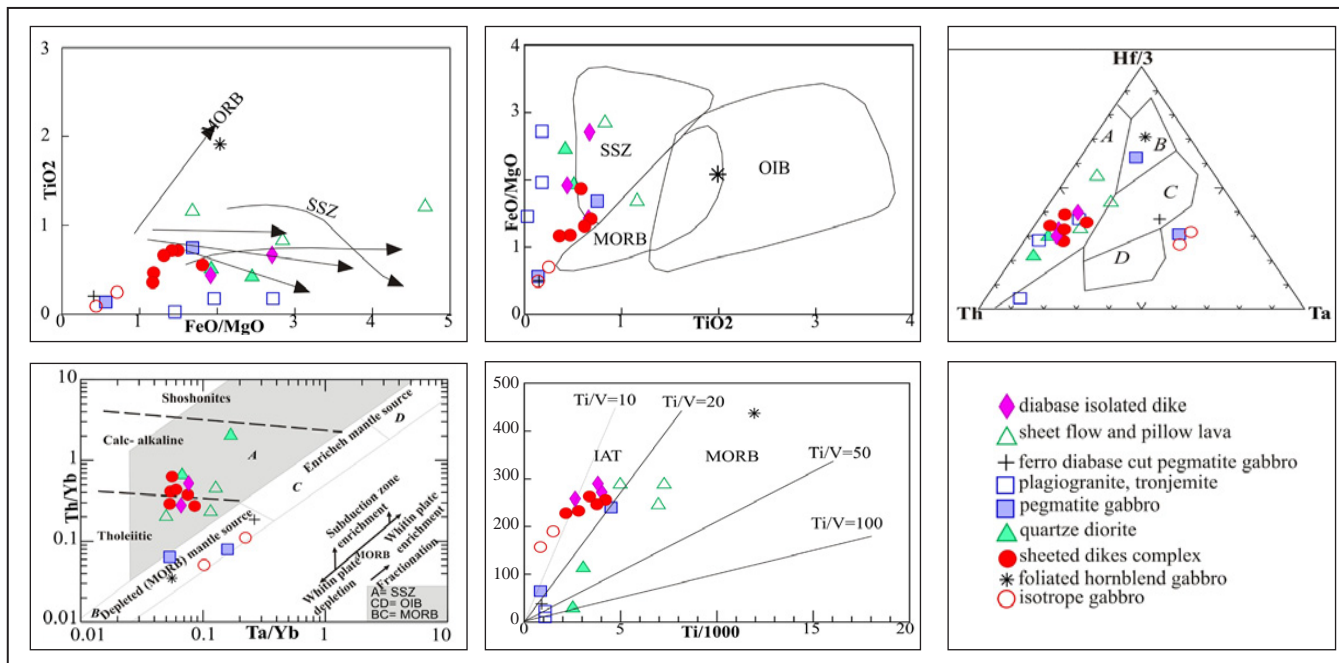 3
2
1
0
TiO2
MORB
SSZ
0
1
2
3
4
5
FeO/MgO
4
3
2
1
0
FeO/MgO
SSZ
OIB
MORB
0
1
2
3
4
TiO2
Hf/3
A
B
C
D
Th
Ta
10
1
0.1
0.01
Th/Yb
Shoshonites
Calc- alkaline
Tholeiitic
A
B
C
D
Enricheh mantle source
Depleted (MORB) mantle source
Subduction zone
enrichment
Whitin plate
enrichment
MORB
Whitin plate
depletion
Fractionation
A= SSZ
CD= OIB
BC= MORB
0.01
0.1
1
10
Ta/Yb
500
400
300
200
100
0
Ti/V=10
Ti/V=20
IAT
MORB
Ti/V=50
Ti/V=100
0
5
10
15
20
Ti/1000
diabase isolated dike
sheet flow and pillow lava
ferro diabase cut pegmatite gabbro
plagiogranite, tronjemite
pegmatite gabbro
quartze diorite
sheeted dikes complex
foliated hornblend gabbro
isotrope gabbro